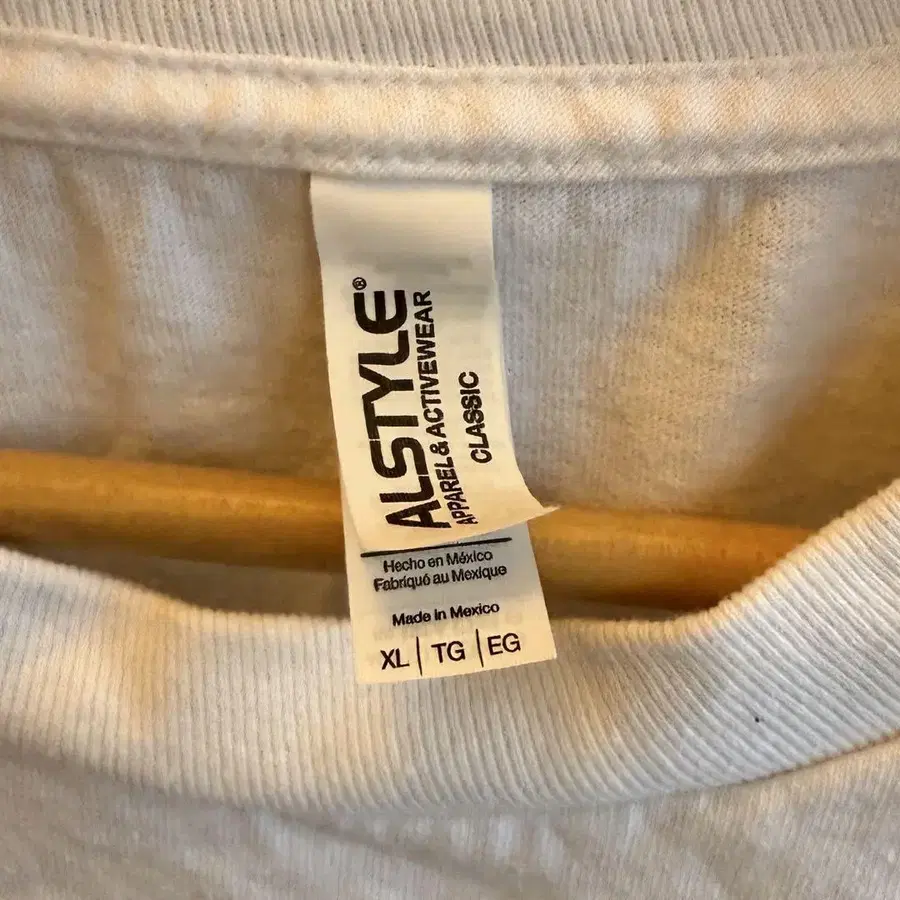 ALSTYLE®
APPAREL & ACTIVEWEAR
CLASSIC
Hecho en México
Fabriqué au Mexique
Made in Mexico
XL | TG | EG